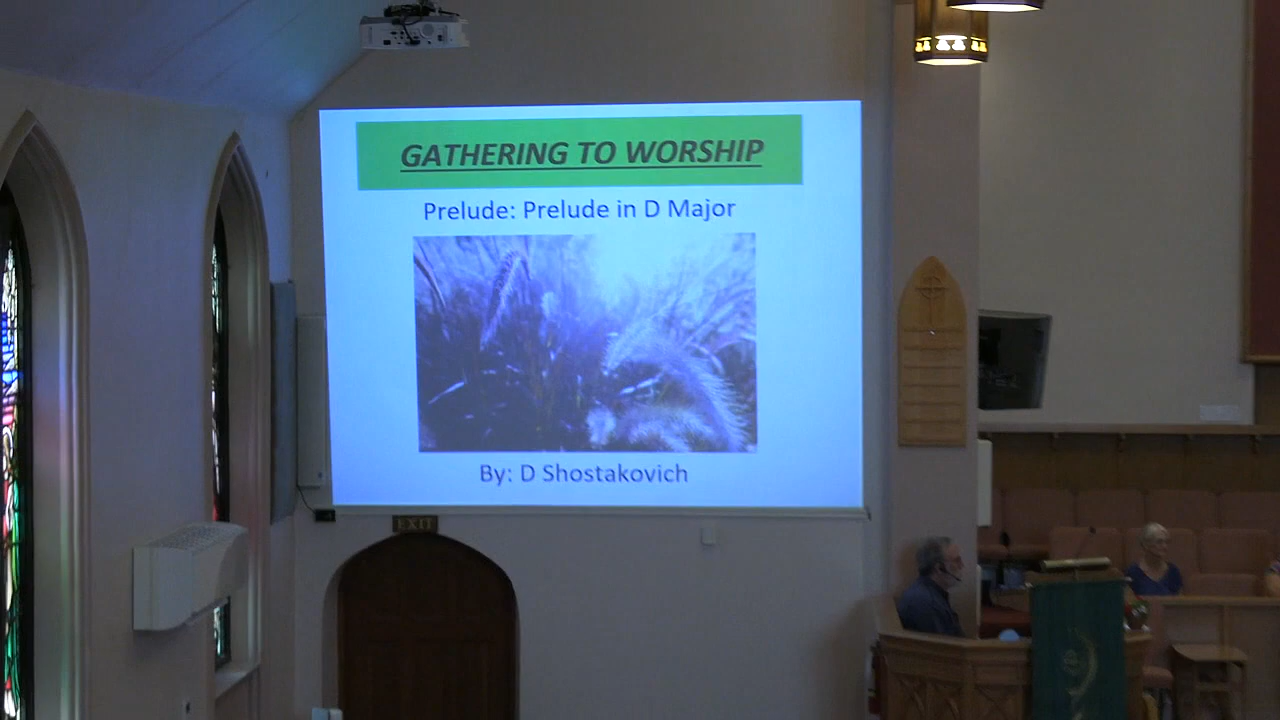 GATHERING TO WORSHIP
Prelude: Prelude in D Major
By: D Shostakovich
EXIT